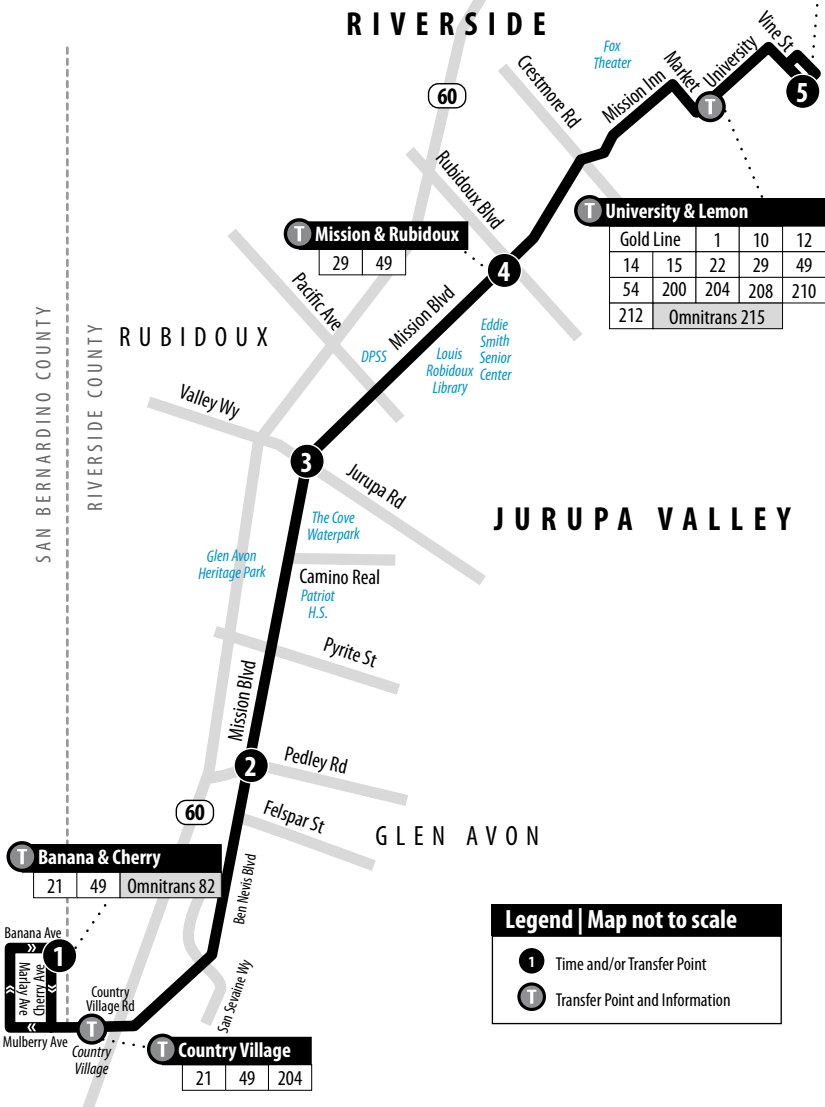 RIVERSIDE
Vine St
University
Market
Mission Inn
Fox
Theater
Crestmore Rd
60
5
T
T University & Lemon
Gold Line 1 10 12
14 15 22 29 49
54 200 204 208 210
212 Omnitrans 215
Rubidoux Blvd
T Mission & Rubidoux
29 49
4
Pacific Ave
Mission Blvd
SAN BERNARDINO COUNTY
RIVERSIDE COUNTY
RUBIDOUX
DPSS
Louis
Robidoux
Library
Eddie
Smith
Senior
Center
Valley Wy
3
Jurupa Rd
JURUPA VALLEY
The Cove
Waterpark
Glen Avon
Heritage Park
Camino Real
Patriot
H.S.
Pyrite St
Mission Blvd
2
Pedley Rd
60
Felspar St
GLEN AVON
T Banana & Cherry
21 49 Omnitrans 82
Ben Nevis Blvd
Banana Ave
1
Marlay Ave
Cherry Ave
Country
Village Rd
San Sevaine Wy
Mulberry Ave
T
Country
Village
T Country Village
21 49 204
Legend | Map not to scale
1 Time and/or Transfer Point
T Transfer Point and Information